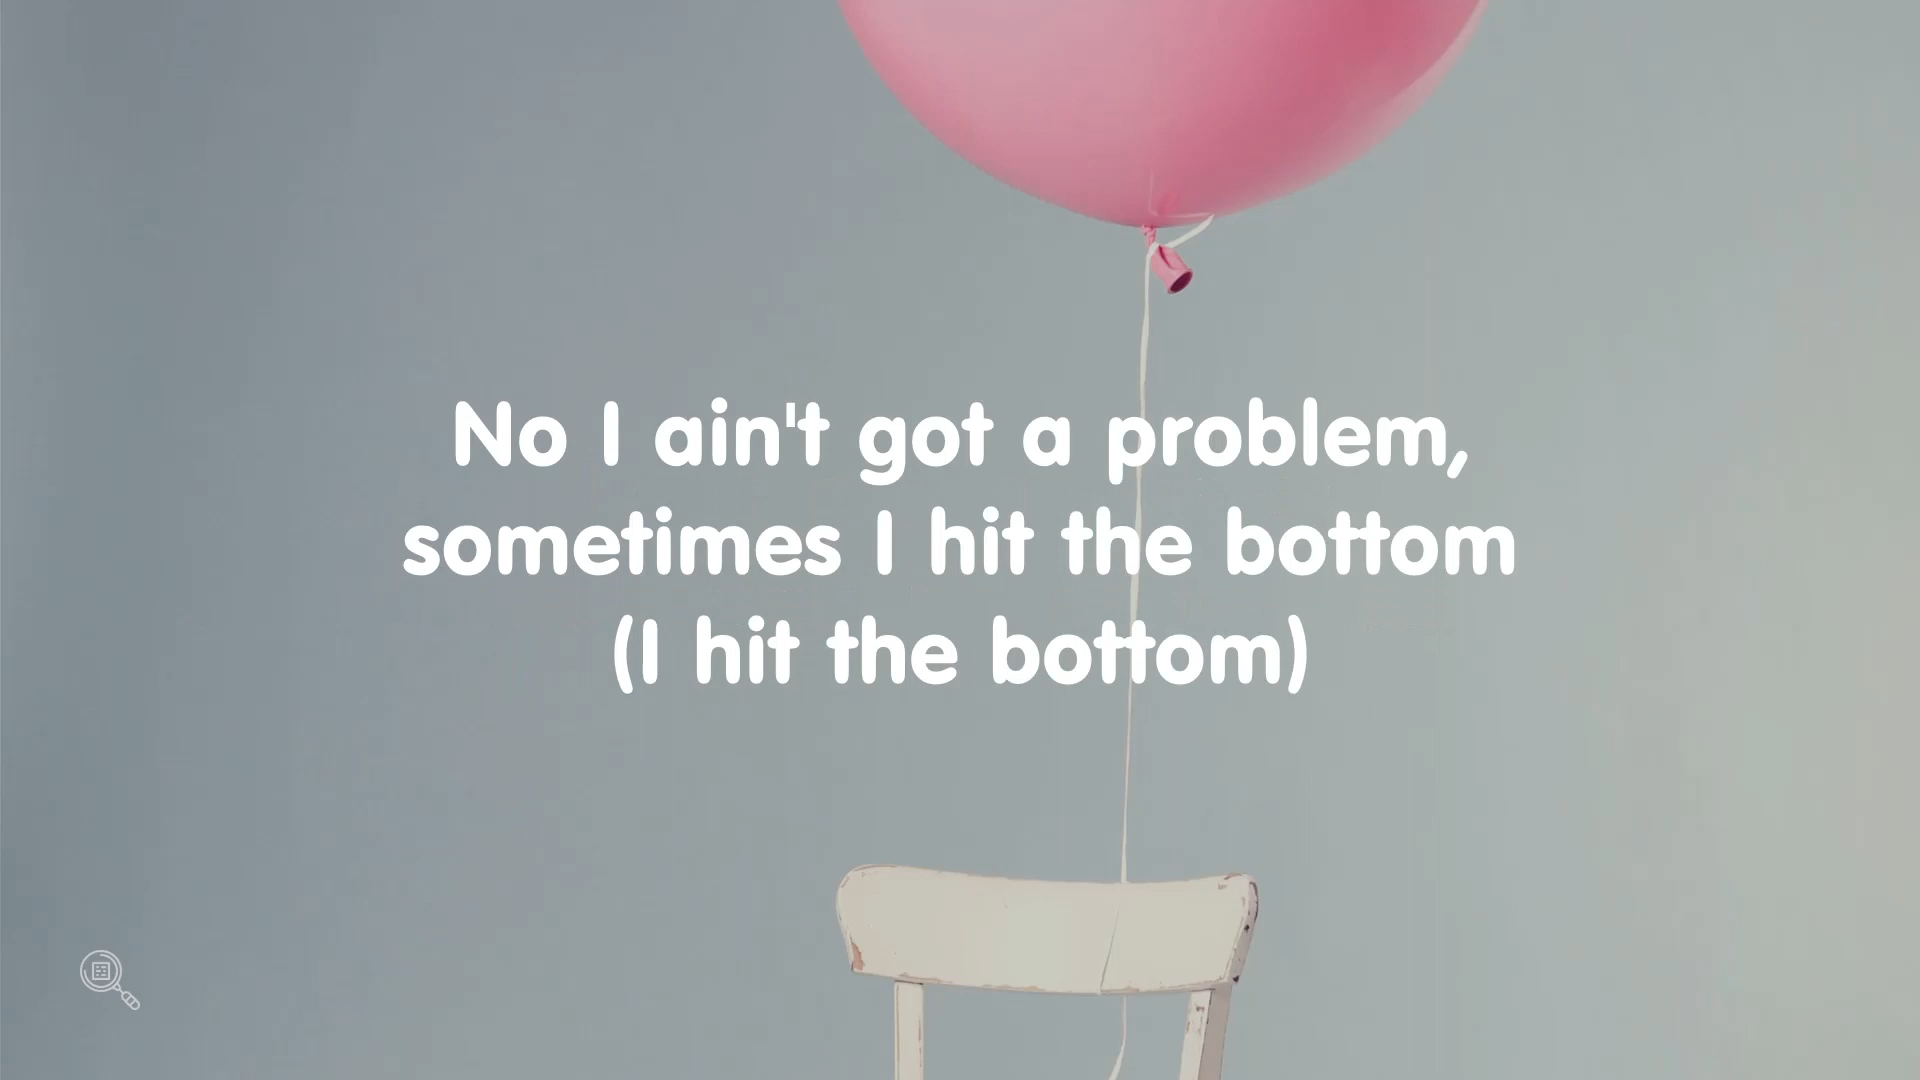 No I ain't got a problem,
sometimes I hit the bottom
(I hit the bottom)